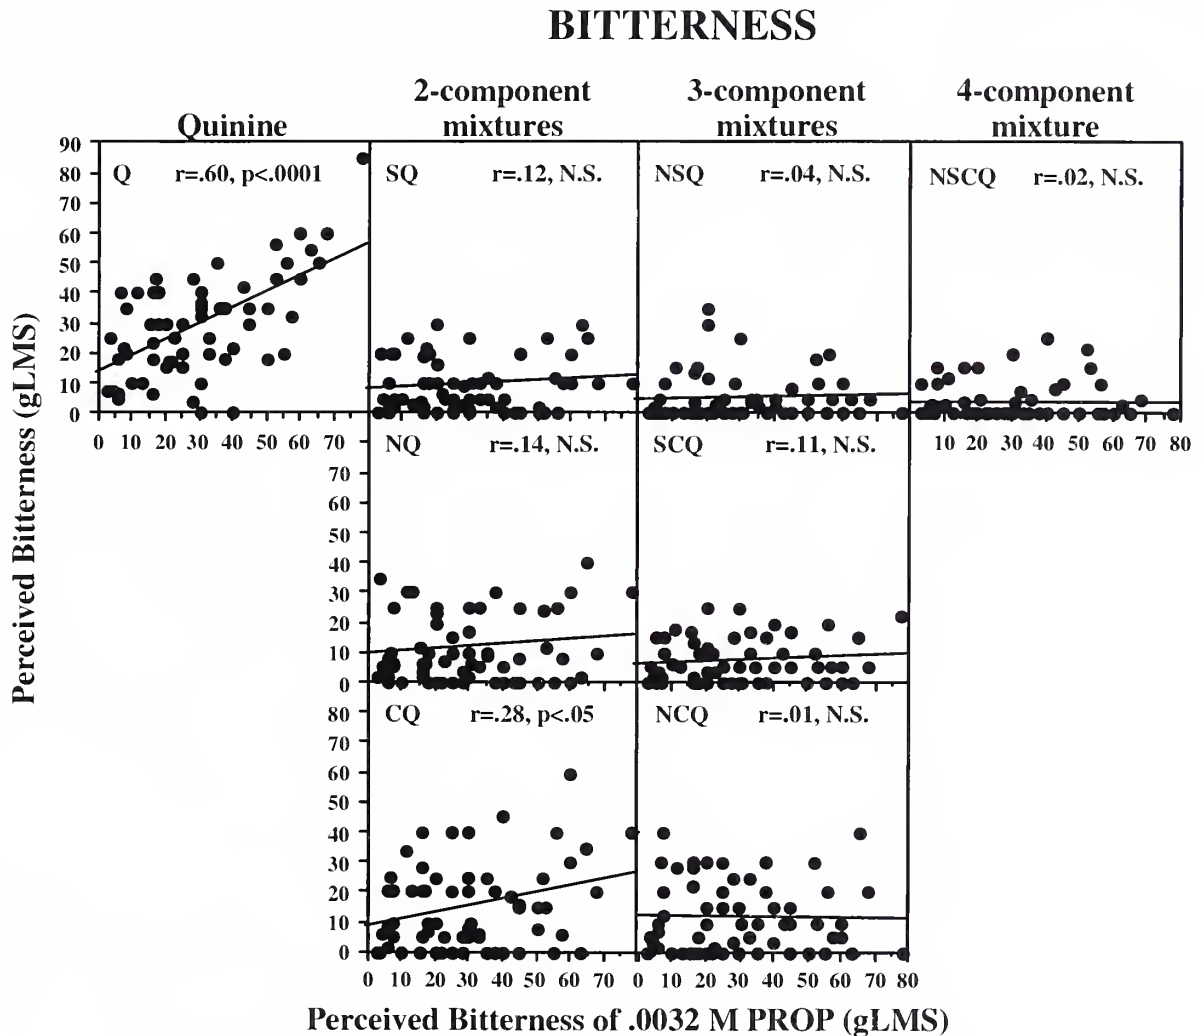 BITTERNESS
Quinine
2-component
mixtures
3-component
mixtures
4-component
mixture
Perceived Bitterness (gLMS)
90
80
70
60
50
40
30
20
10
0
Q r=.60, p<.0001
SQ r=.12, N.S.
NSQ r=.04, N.S.
NSCQ r=.02, N.S.
0 10 20 30 40 50 60 70
10 20 30 40 50 60 70 80
NQ r=.14, N.S.
SCQ r=.11, N.S.
70
60
50
40
30
20
10
0
CQ r=.28, p<.05
NCQ r=.01, N.S.
80
70
60
50
40
30
20
10
0
0 10 20 30 40 50 60 70
0 10 20 30 40 50 60 70 80
Perceived Bitterness of .0032 M PROP (gLMS)